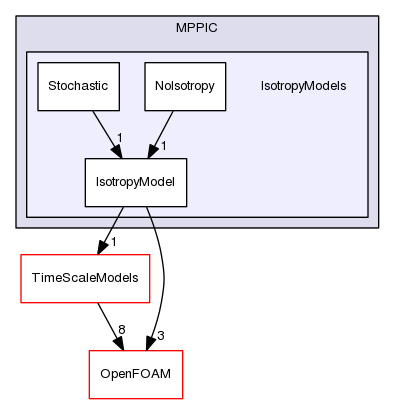 MPPIC
Stochastic
NoIsotropy
IsotropyModels
1
1
IsotropyModel
1
TimeScaleModels
8
3
OpenFOAM